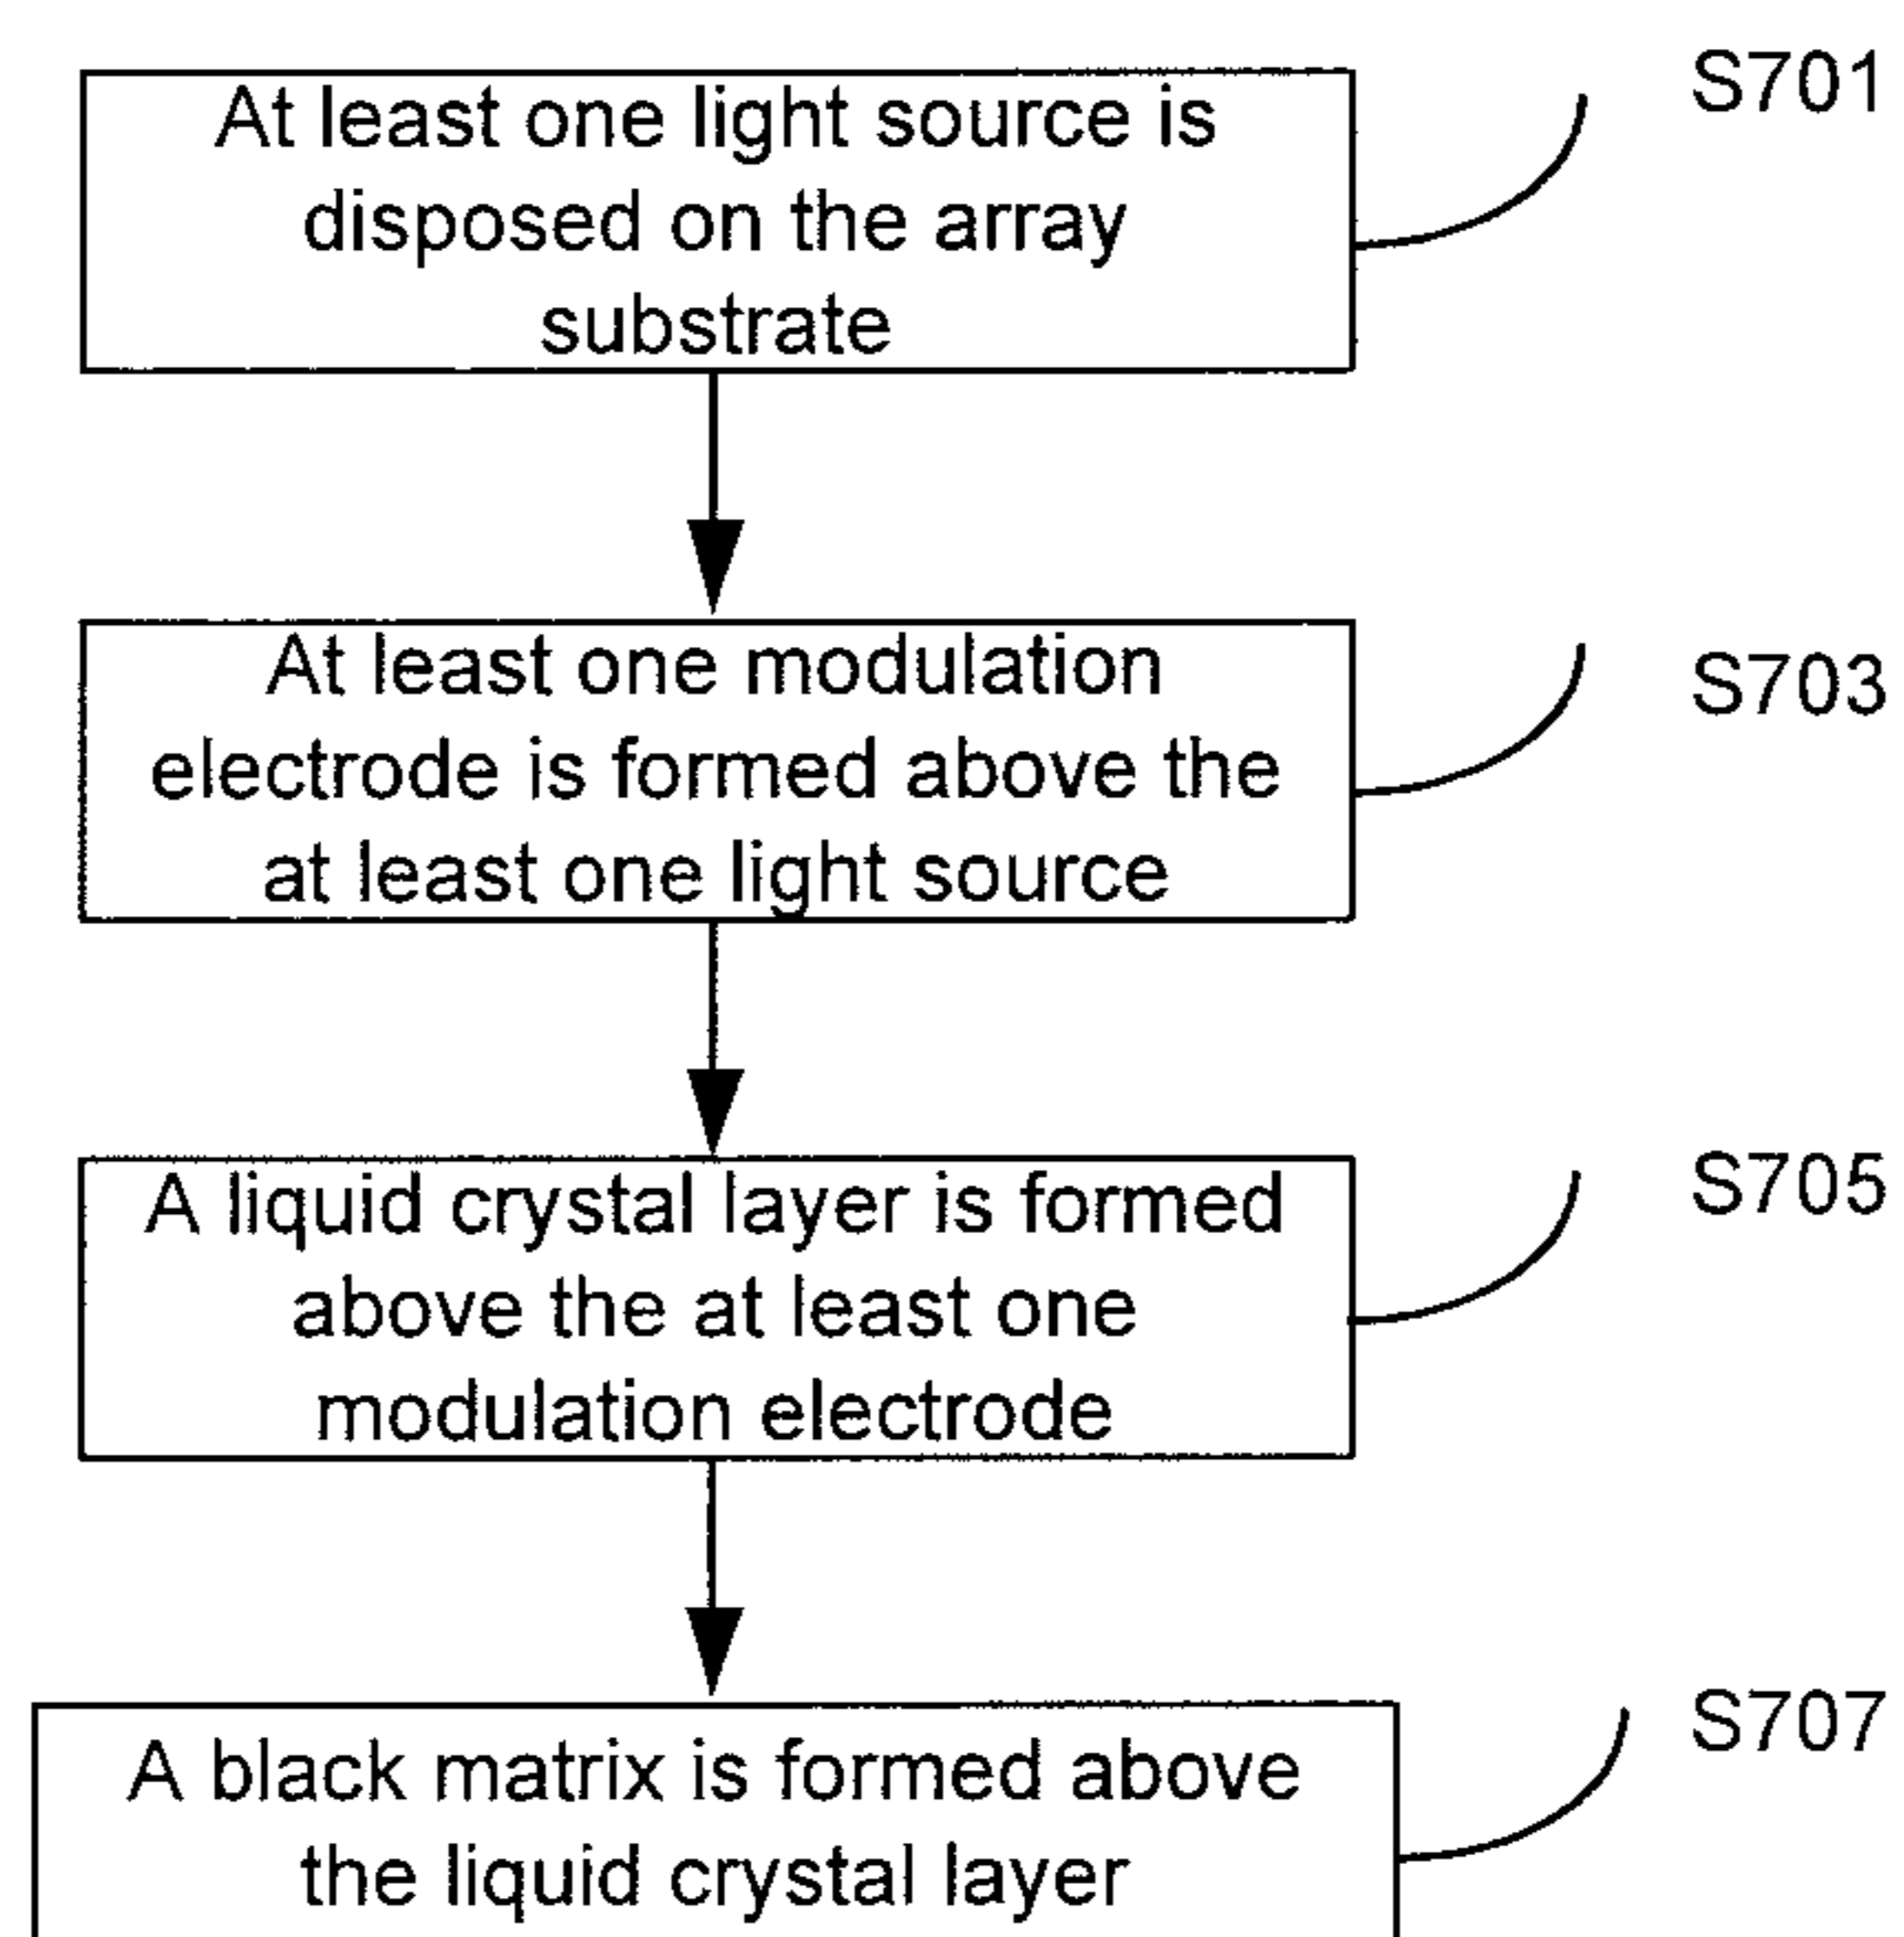 S701
At least one light source is
disposed on the array
substrate
S703
At least one modulation
electrode is formed above the
at least one light source
S705
A liquid crystal layer is formed
above the at least one
modulation electrode
S707
A black matrix is formed above
the liquid crystal layer